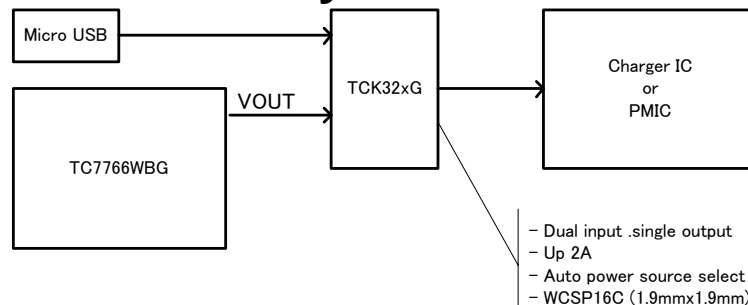 Micro USB
TCK32xG
Charger IC
or
PMIC
VOUT
TC7766WBG
- Dual input .single output
- Up 2A
- Auto power source select
- WCSP16C (1.9mmx1.9mm)